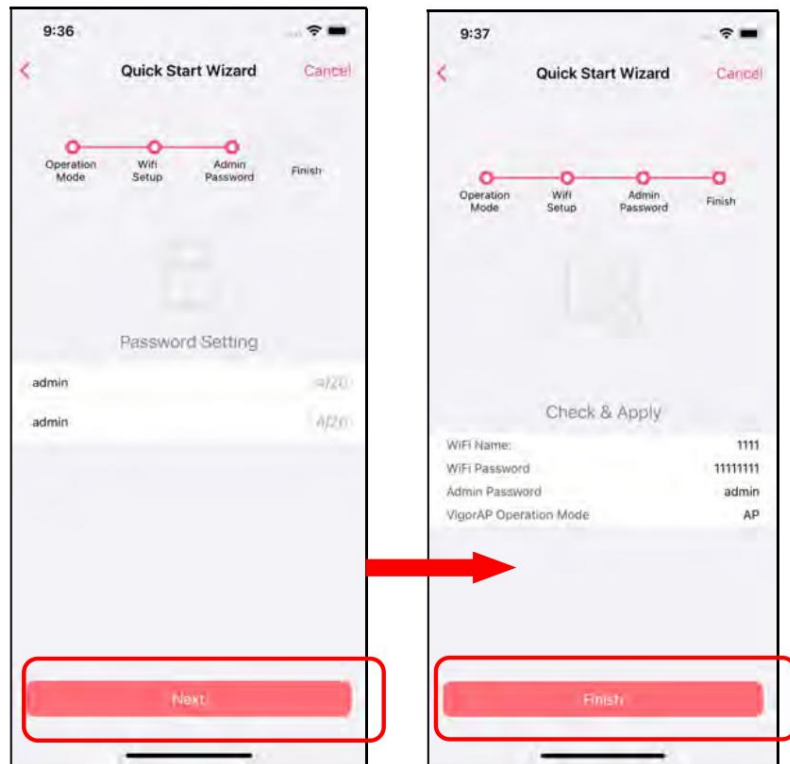 9:36
Quick Start Wizard Cancel
Operation Mode
Wifi Setup
Admin Password
Finish
Password Setting
admin
admin
Next
9:37
Quick Start Wizard Cancel
Operation Mode
Wifi Setup
Admin Password
Finish
Check & Apply
WiFi Name: 1111
WiFi Password 11111111
Admin Password admin
VigorAP Operation Mode AP
Finish